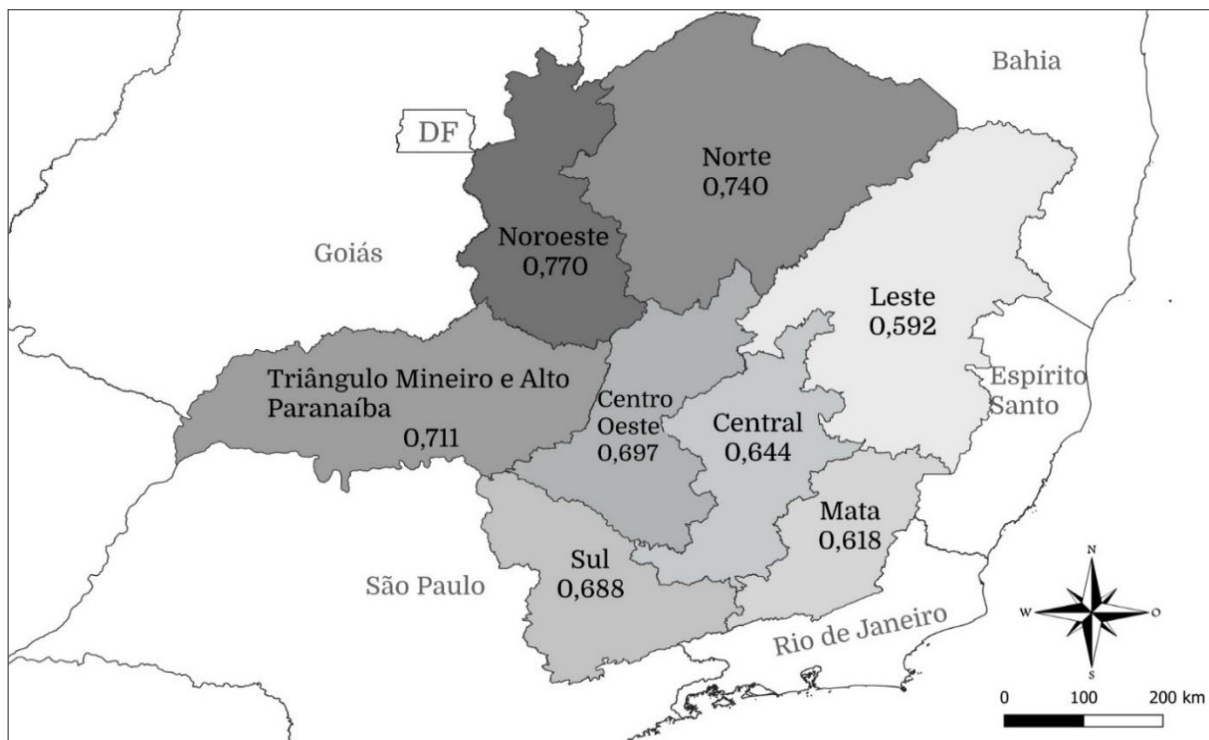 Bahia
DF
Norte
0,740
Noroeste
0,770
Goiás
Leste
0,592
Triângulo Mineiro e Alto
Paranaíba
0,711
Centro
Oeste
0,697
Central
0,644
Espírito
Santo
Mata
0,618
Sul
0,688
São Paulo
Rio de Janeiro
N
W
O
S
0 100 200 km